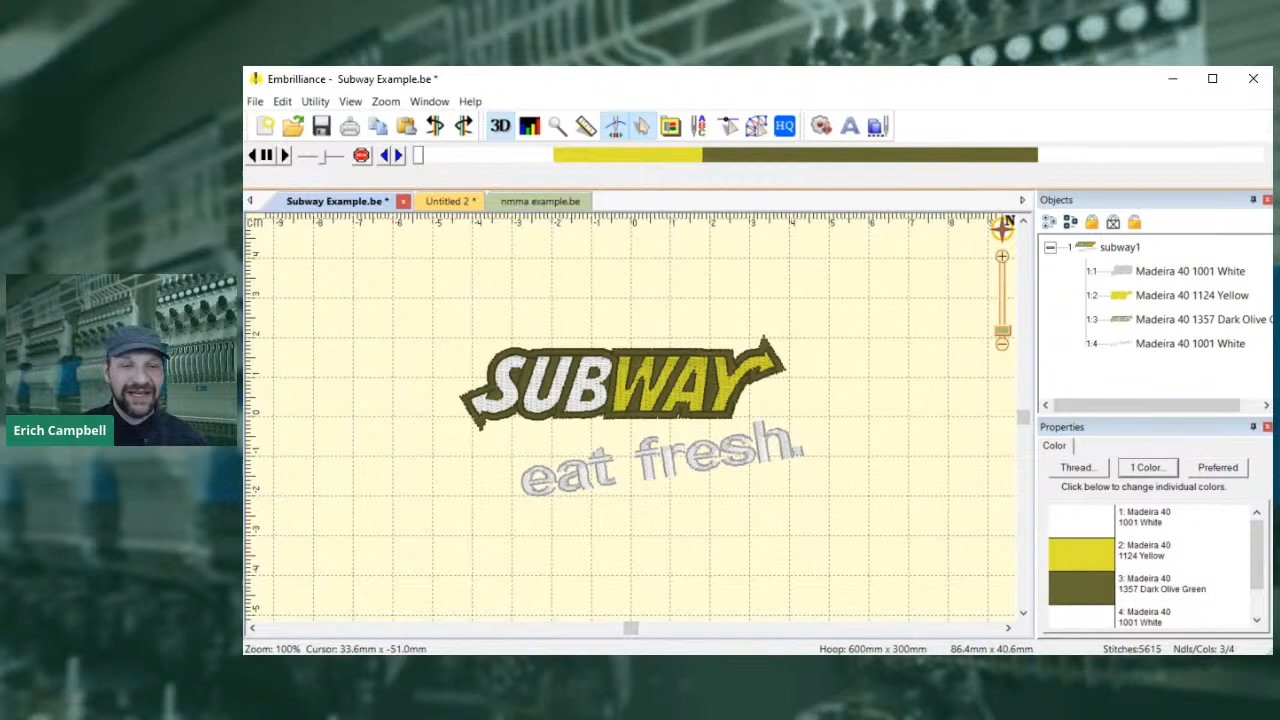 Embrilliance - Subway Example.be *
File Edit Utility View Zoom Window Help
3D HQ
Subway Example.be * Untitled 2 * nmma example.be
Objects
cm
N
1 subway1
1:1 Madeira 40 1001 White
1:2 Madeira 40 1124 Yellow
1:3 Madeira 40 1357 Dark Olive G
1:4 Madeira 40 1001 White
SUBWAY
eat fresh.
Erich Campbell
Properties
Color
Thread... 1 Color... Preferred
Click below to change individual colors.
1: Madeira 40
1001 White
2: Madeira 40
1124 Yellow
3: Madeira 40
1357 Dark Olive Green
4: Madeira 40
1001 White
Zoom: 100% Cursor: 33.6mm x -51.0mm Hoop: 600mm x 300mm 86.4mm x 40.6mm Stitches:5615 Ndls/Cols: 3/4